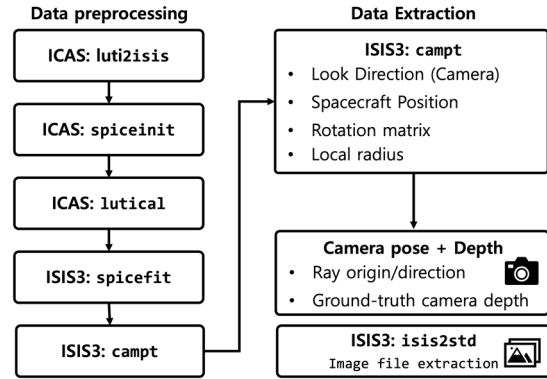 Data preprocessing
ICAS: luti2isis
ICAS: spiceinit
ICAS: lutical
ISIS3: spicefit
ISIS3: campt
Data Extraction
ISIS3: campt
• Look Direction (Camera)
• Spacecraft Position
• Rotation matrix
• Local radius
Camera pose + Depth
• Ray origin/direction
• Ground-truth camera depth
ISIS3: isis2std
Image file extraction